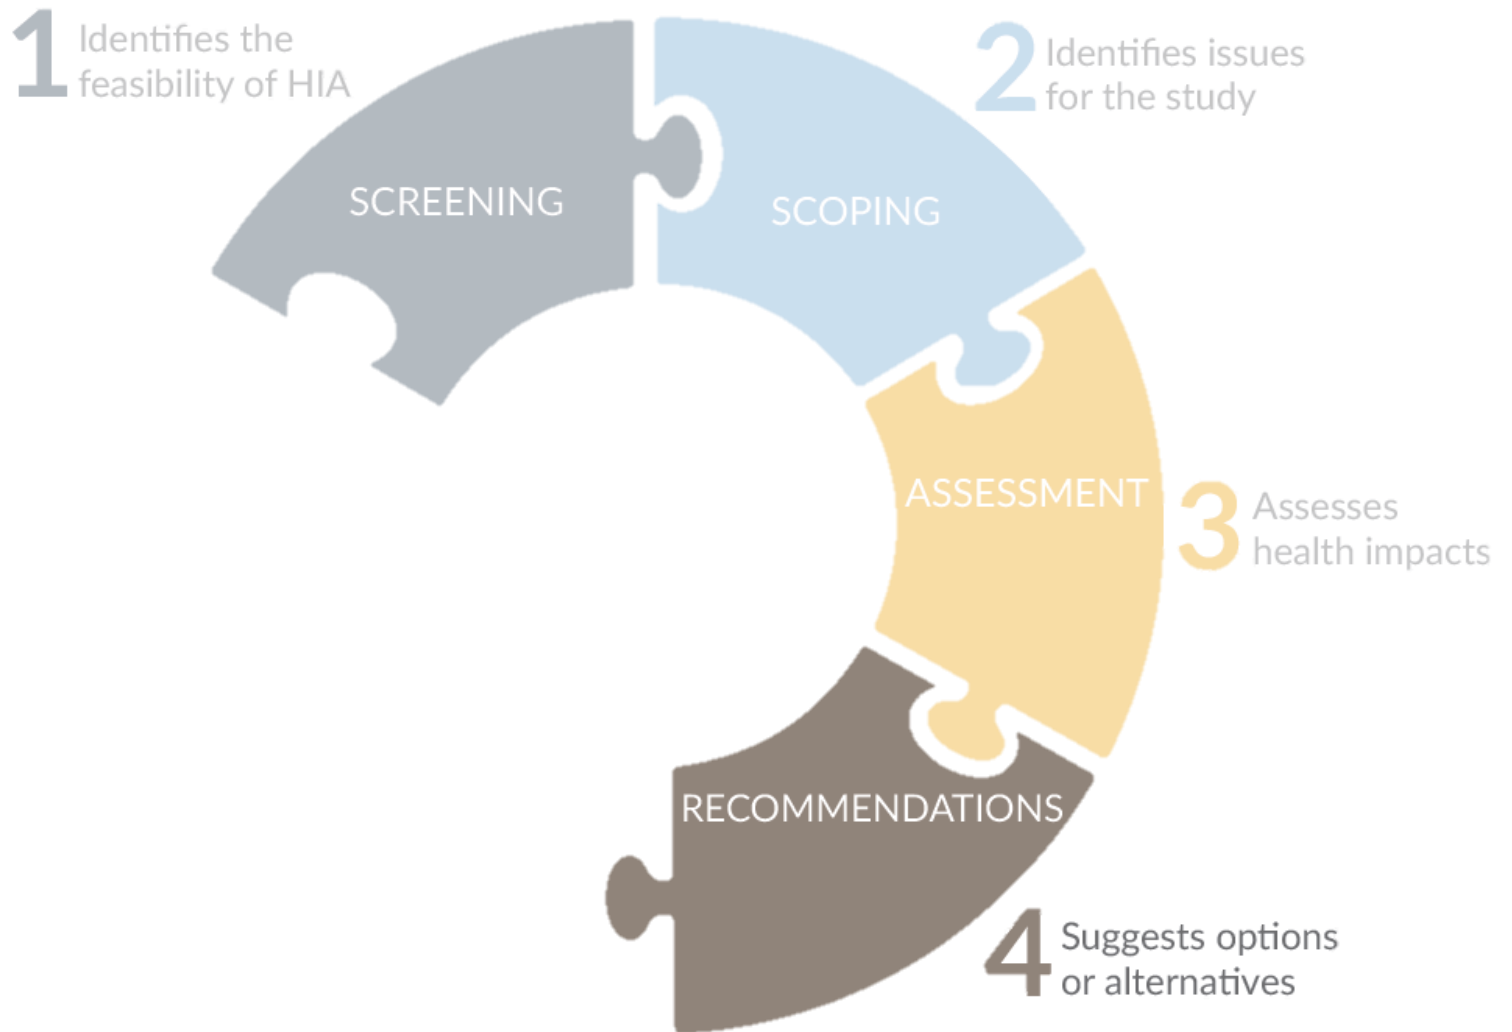 1 Identifies the
feasibility of HIA
SCREENING
2 Identifies issues
for the study
SCOPING
ASSESSMENT
3 Assesses
health impacts
RECOMMENDATIONS
4 Suggests options
or alternatives